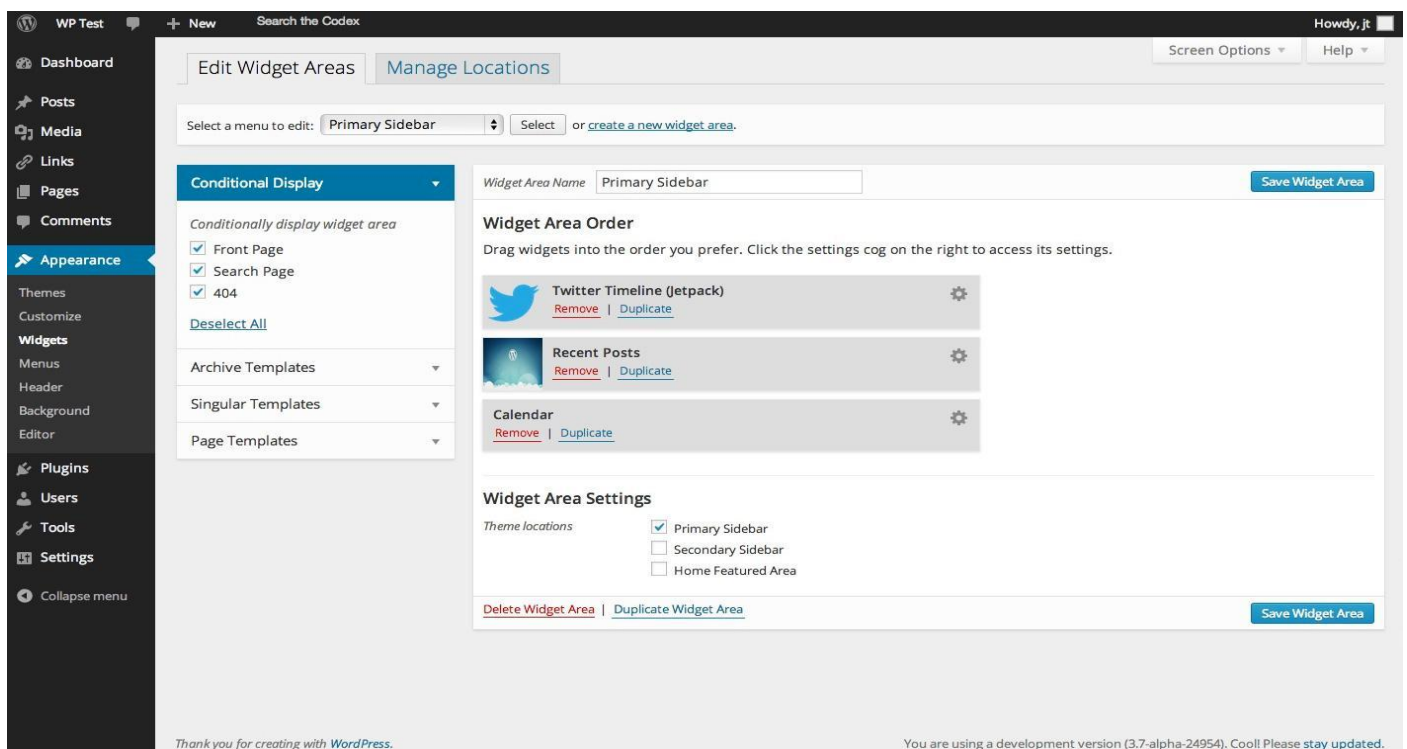 WP Test
New
Search the Codex
Howdy, jt
Dashboard
Posts
Media
Links
Pages
Comments
Appearance
Themes
Customize
Widgets
Menus
Header
Background
Editor
Plugins
Users
Tools
Settings
Collapse menu
Screen Options
Help
Edit Widget Areas
Manage Locations
Select a menu to edit: Primary Sidebar Select or create a new widget area.
Conditional Display
Conditionally display widget area
Front Page
Search Page
404
Deselect All
Archive Templates
Singular Templates
Page Templates
Widget Area Name Primary Sidebar Save Widget Area
Widget Area Order
Drag widgets into the order you prefer. Click the settings cog on the right to access its settings.
Twitter Timeline (Jetpack)
Remove | Duplicate
Recent Posts
Remove | Duplicate
Calendar
Remove | Duplicate
Widget Area Settings
Theme locations
Primary Sidebar
Secondary Sidebar
Home Featured Area
Delete Widget Area | Duplicate Widget Area Save Widget Area
Thank you for creating with WordPress.
You are using a development version (3.7-alpha-24954). Cool! Please stay updated.